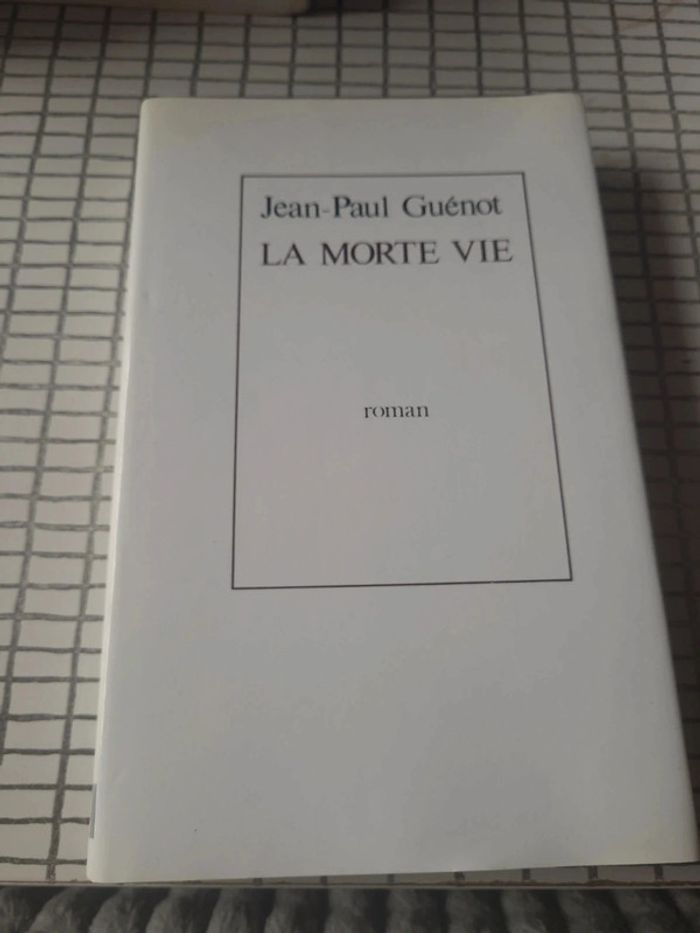 Jean-Paul Guénot
LA MORTE VIE
roman